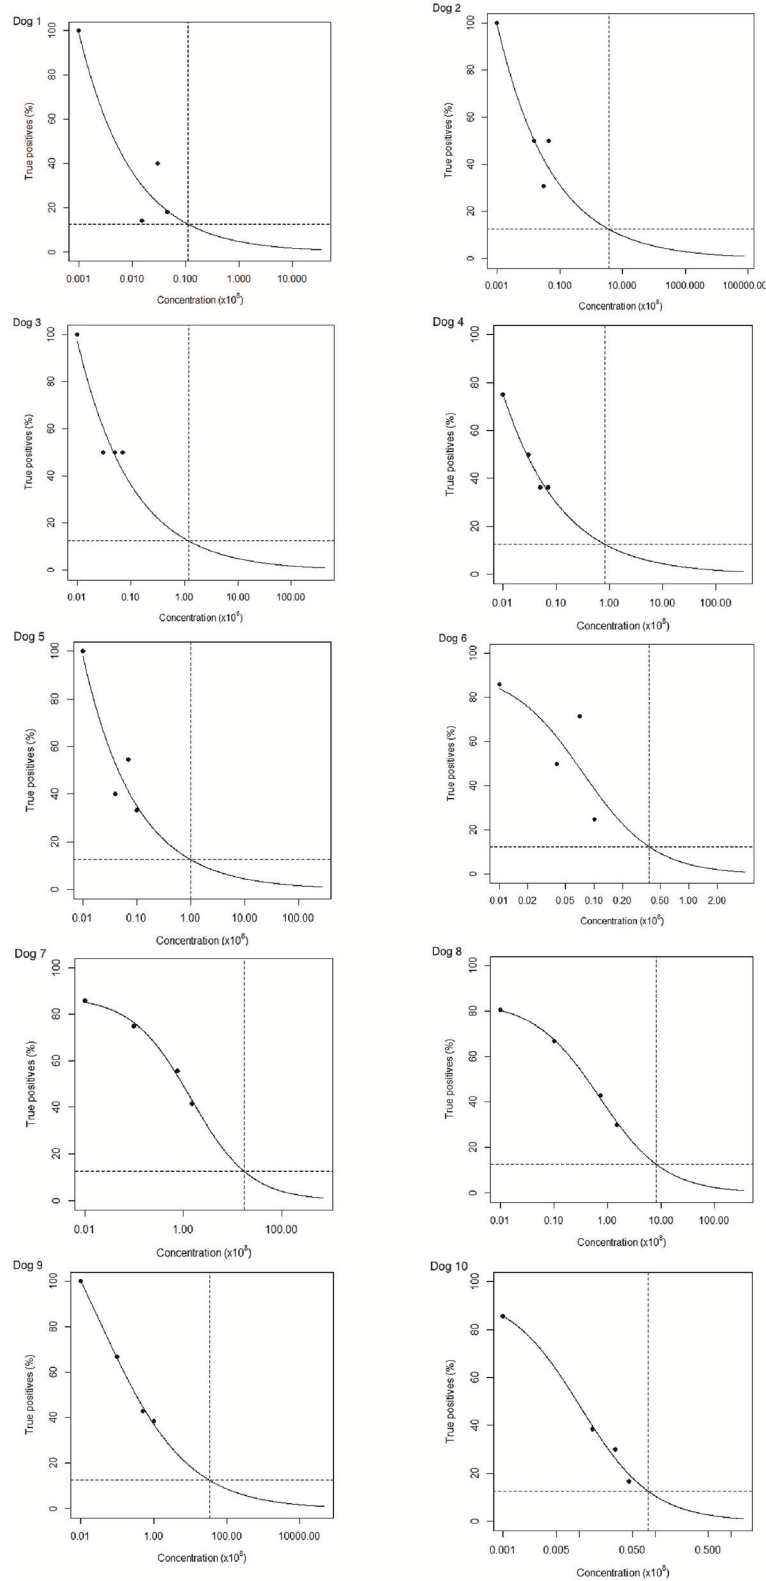 Dog 1
True positives (%)
0 20 40 60 80 100
0.001 0.010 0.100 1.000 10.000
Concentration (x10⁸)
Dog 2
True positives (%)
0 20 40 60 80 100
0.001 0.100 10.000 1000.000 100000.00
Concentration (x10⁸)
Dog 3
True positives (%)
0 20 40 60 80 100
0.01 0.10 1.00 10.00 100.00
Concentration (x10⁸)
Dog 4
True positives (%)
0 20 40 60 80 100
0.01 0.10 1.00 10.00 100.00
Concentration (x10⁸)
Dog 5
True positives (%)
0 20 40 60 80 100
0.01 0.10 1.00 10.00 100.00
Concentration (x10⁸)
Dog 6
True positives (%)
0 20 40 60 80 100
0.01 0.02 0.05 0.10 0.20 0.50 1.00 2.00
Concentration (x10⁸)
Dog 7
True positives (%)
0 20 40 60 80 100
0.01 1.00 100.00
Concentration (x10⁸)
Dog 8
True positives (%)
0 20 40 60 80 100
0.01 0.10 1.00 10.00 100.00
Concentration (x10⁸)
Dog 9
True positives (%)
0 20 40 60 80 100
0.01 1.00 100.00 10000.00
Concentration (x10⁸)
Dog 10
True positives (%)
0 20 40 60 80 100
0.001 0.005 0.050 0.500
Concentration (x10⁸)